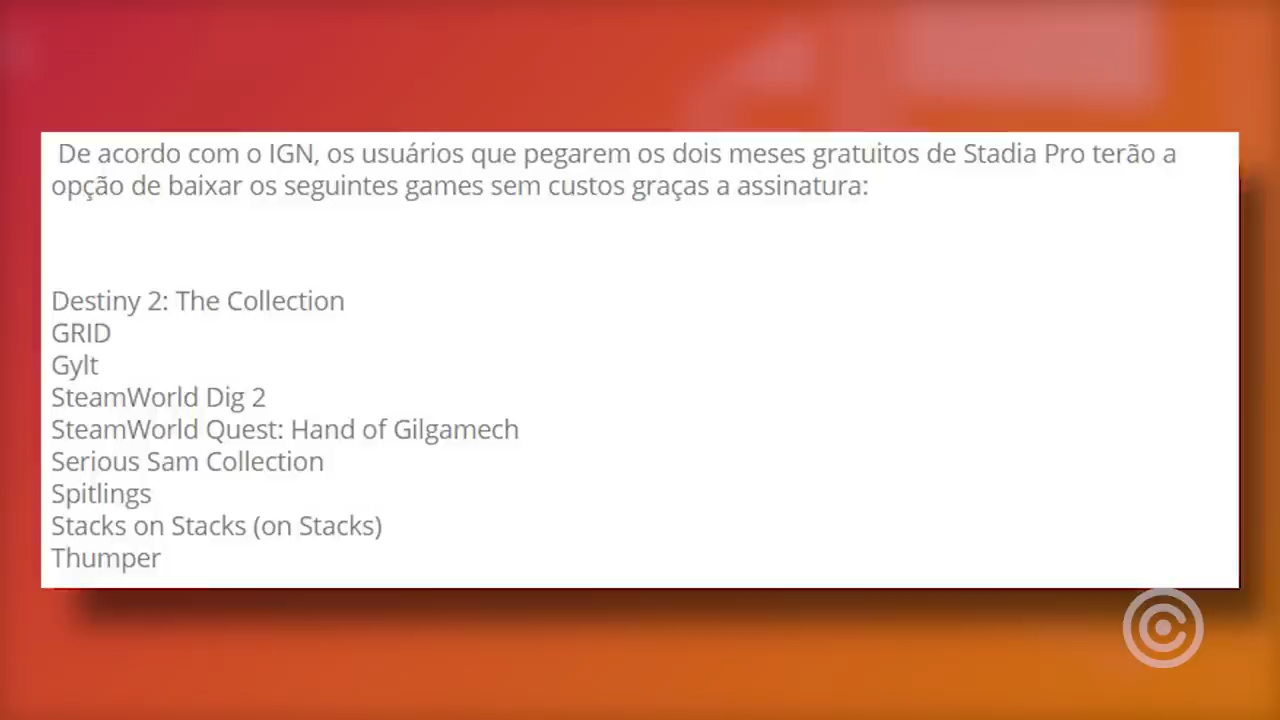 De acordo com o IGN, os usuários que pegarem os dois meses gratuitos de Stadia Pro terão a
opção de baixar os seguintes games sem custos graças a assinatura:
Destiny 2: The Collection
GRID
Gylt
SteamWorld Dig 2
SteamWorld Quest: Hand of Gilgamech
Serious Sam Collection
Spitlings
Stacks on Stacks (on Stacks)
Thumper